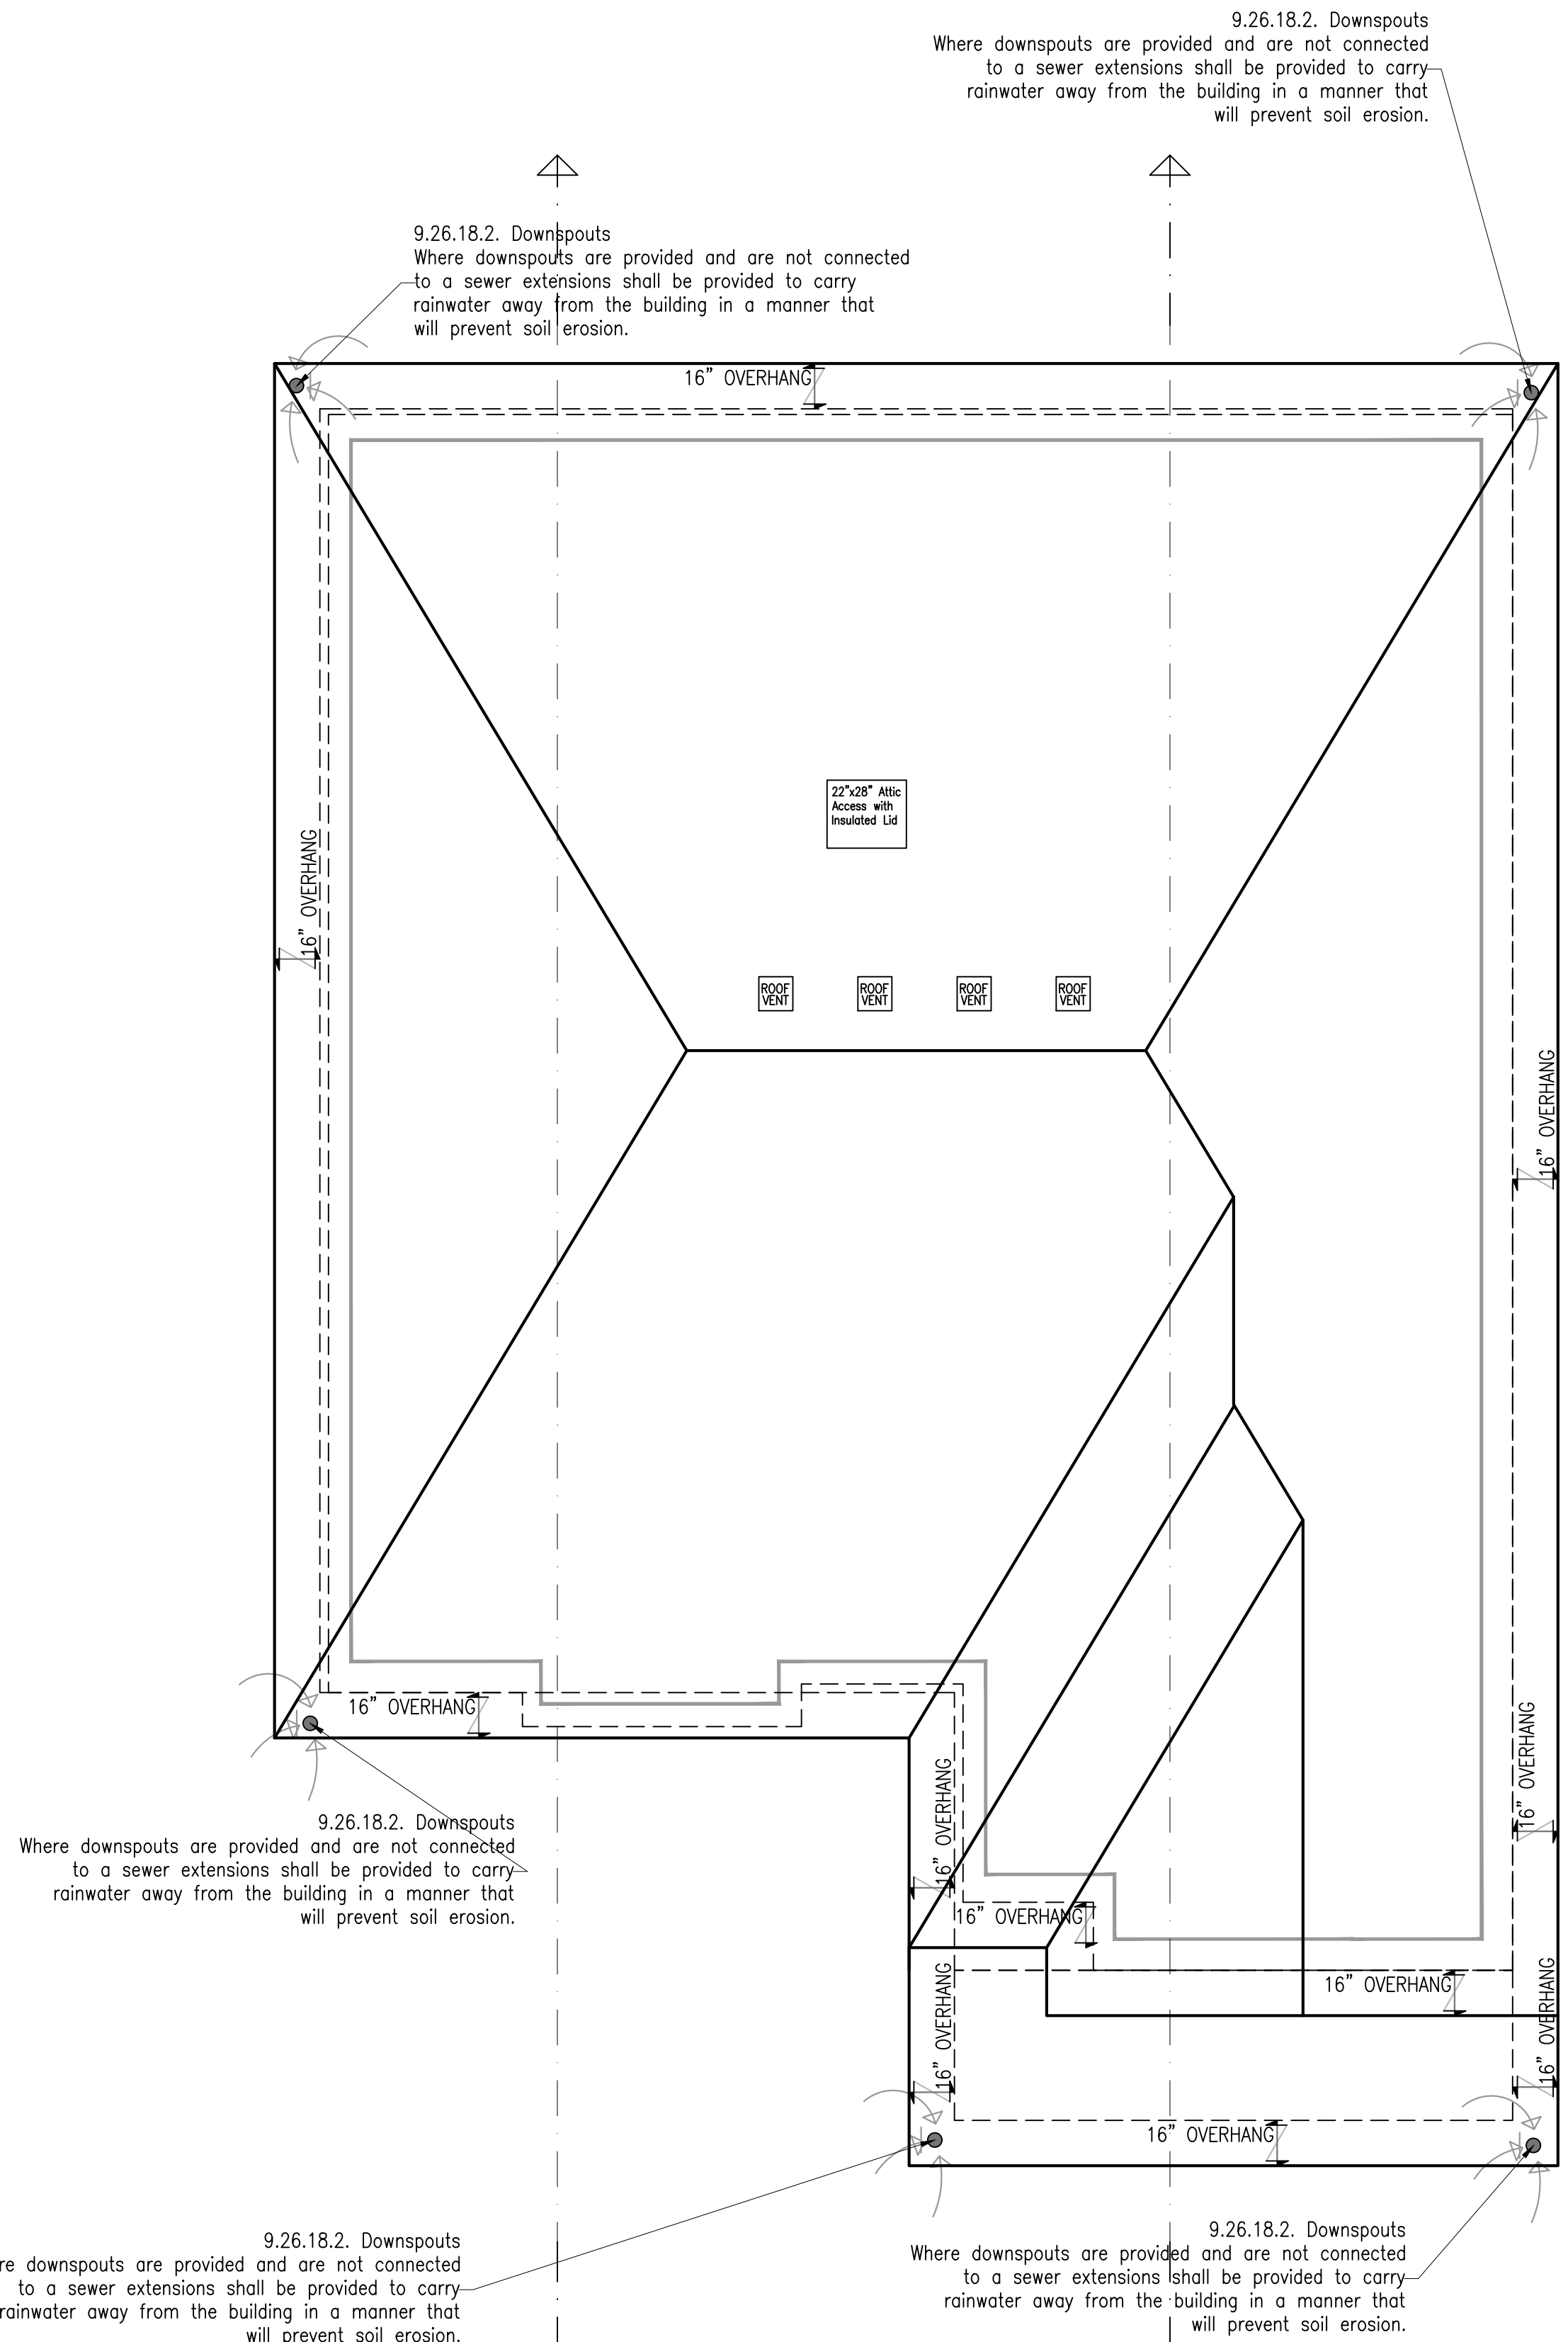 9.26.18.2. Downspouts
Where downspouts are provided and are not connected
to a sewer extensions shall be provided to carry
rainwater away from the building in a manner that
will prevent soil erosion.
9.26.18.2. Downspouts
Where downspouts are provided and are not connected
to a sewer extensions shall be provided to carry
rainwater away from the building in a manner that
will prevent soil erosion.
16" OVERHANG
22"x28" Attic
Access with
Insulated Lid
16" OVERHANG
ROOF
VENT
ROOF
VENT
ROOF
VENT
ROOF
VENT
16" OVERHANG
16" OVERHANG
16" OVERHANG
16" OVERHANG
9.26.18.2. Downspouts
Where downspouts are provided and are not connected
to a sewer extensions shall be provided to carry
rainwater away from the building in a manner that
will prevent soil erosion.
16" OVERHANG
16" OVERHANG
16" OVERHANG
16" OVERHANG
16" OVERHANG
9.26.18.2. Downspouts
re downspouts are provided and are not connected
to a sewer extensions shall be provided to carry
rainwater away from the building in a manner that
will prevent soil erosion.
9.26.18.2. Downspouts
Where downspouts are provided and are not connected
to a sewer extensions shall be provided to carry
rainwater away from the building in a manner that
will prevent soil erosion.